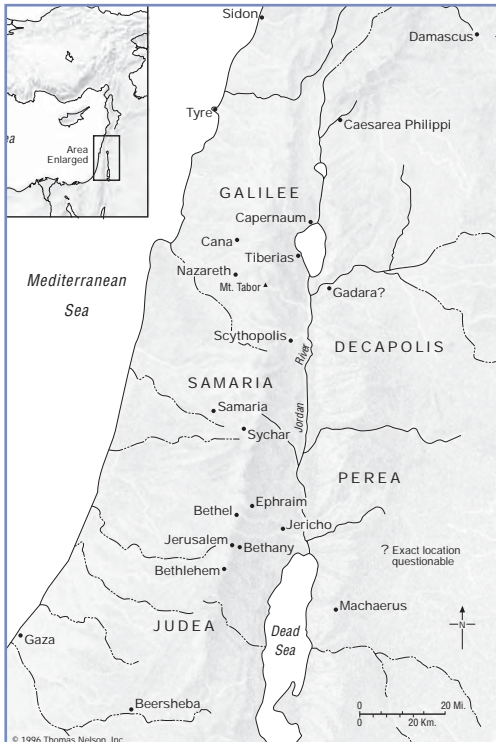 Sidon
Damascus
Tyre
Caesarea Philippi
Area
Enlarged
GALILEE
Capernaum
Cana
Tiberias
Nazareth
Mt. Tabor
Mediterranean
Sea
Gadara?
Scythopolis
River
Jordan
DECAPOLIS
SAMARIA
Samaria
Sychar
PEREA
Ephraim
Bethel
Jericho
Jerusalem
Bethany
? Exact location
questionable
Bethlehem
Machaerus
JUDEA
Dead
Sea
N
Gaza
0 20 Mi.
0 20 Km.
Beersheba
© 1996 Thomas Nelson, Inc.